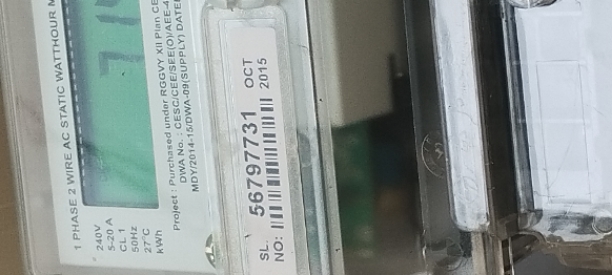 1 PHASE 2 WIRE AC STATIC WATTHOUR
240V
5-20 A
CL 1
50Hz
27°C
kWh
Project : Purchased under RGGVY XII Plan
DWA No. : CESC/CEE/SEE(O)/AEE-4
MDY/2014-15/DWA-09(SUPPLY)
SL.
NO:
56797731
OCT
2015